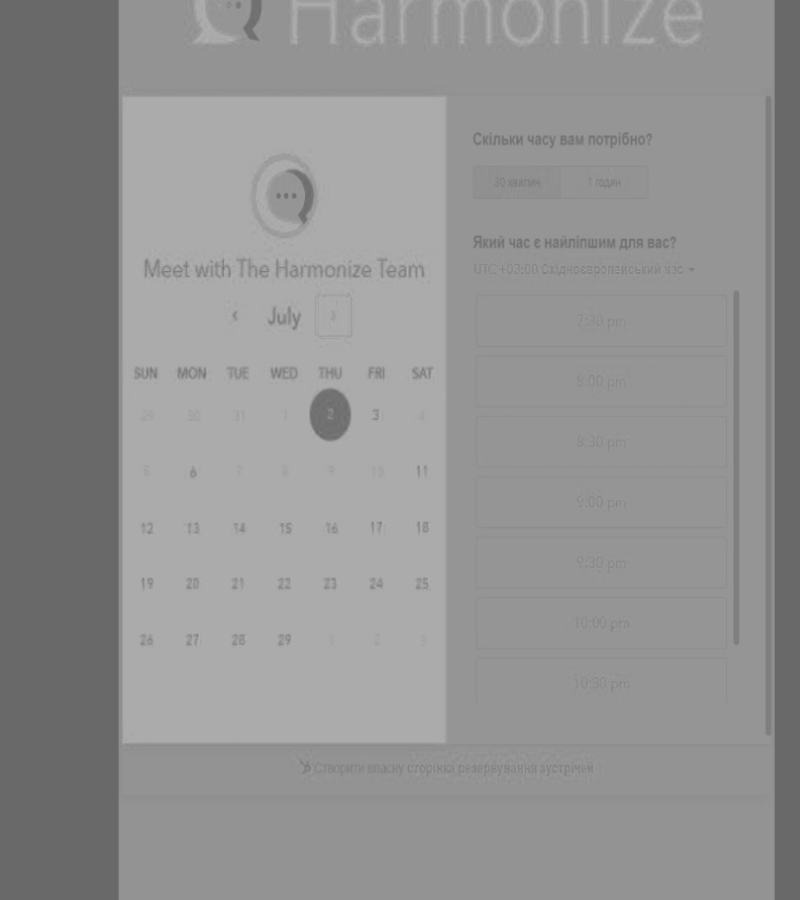 Harmonize
Meet with The Harmonize Team
‹ July ›
SUN MON TUE WED THU FRI SAT
29 30 31 1 2 3 4
5 6 7 8 9 10 11
12 13 14 15 16 17 18
19 20 21 22 23 24 25
26 27 28 29 1 2 3
Скільки часу вам потрібно?
30 хвилин 1 годин
Який час є найліпшим для вас?
UTC +03:00 Східноєвропейський час
7:30 pm
8:00 pm
8:30 pm
9:00 pm
9:30 pm
10:00 pm
10:30 pm
Створити власну сторінка резервування зустрічей